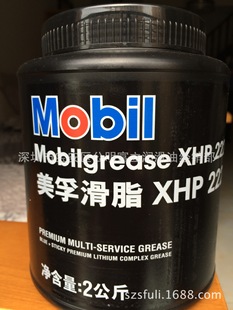 Mobil
Mobilgrease XHP 22
美孚滑脂 XHP 22
PREMIUM MULTI-SERVICE GREASE
BLUE • STICKY PREMIUM LITHIUM COMPLEX GREASE
净含量:2公斤
szsfuli.1688.com